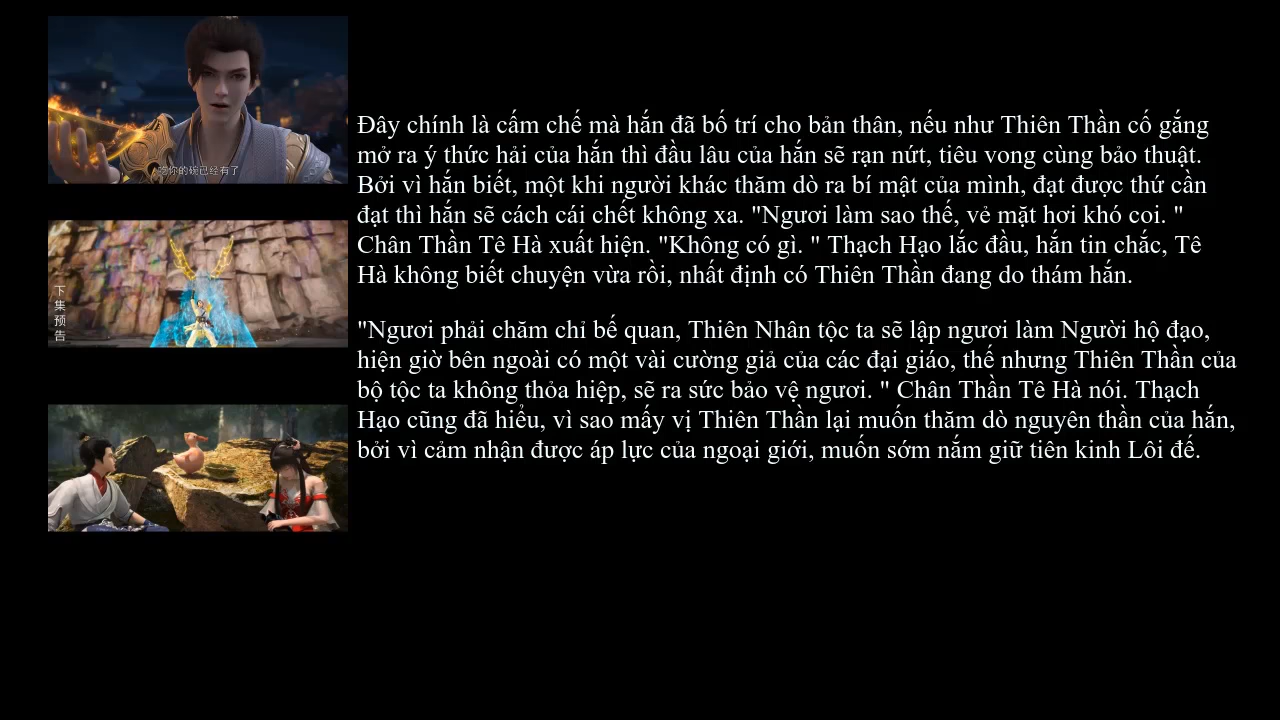 吃你的碗已经有了
下集预告
Đây chính là cấm chế mà hắn đã bố trí cho bản thân, nếu như Thiên Thần cố gắng
mở ra ý thức hải của hắn thì đầu lâu của hắn sẽ rạn nứt, tiêu vong cùng bảo thuật.
Bởi vì hắn biết, một khi người khác thăm dò ra bí mật của mình, đạt được thứ cần
đạt thì hắn sẽ cách cái chết không xa. "Ngươi làm sao thế, vẻ mặt hơi khó coi. "
Chân Thần Tê Hà xuất hiện. "Không có gì. " Thạch Hạo lắc đầu, hắn tin chắc, Tê
Hà không biết chuyện vừa rồi, nhất định có Thiên Thần đang do thám hắn.
"Ngươi phải chăm chỉ bế quan, Thiên Nhân tộc ta sẽ lập ngươi làm Người hộ đạo,
hiện giờ bên ngoài có một vài cường giả của các đại giáo, thế nhưng Thiên Thần của
bộ tộc ta không thỏa hiệp, sẽ ra sức bảo vệ ngươi. " Chân Thần Tê Hà nói. Thạch
Hạo cũng đã hiểu, vì sao mấy vị Thiên Thần lại muốn thăm dò nguyên thần của hắn,
bởi vì cảm nhận được áp lực của ngoại giới, muốn sớm nắm giữ tiên kinh Lôi đế.